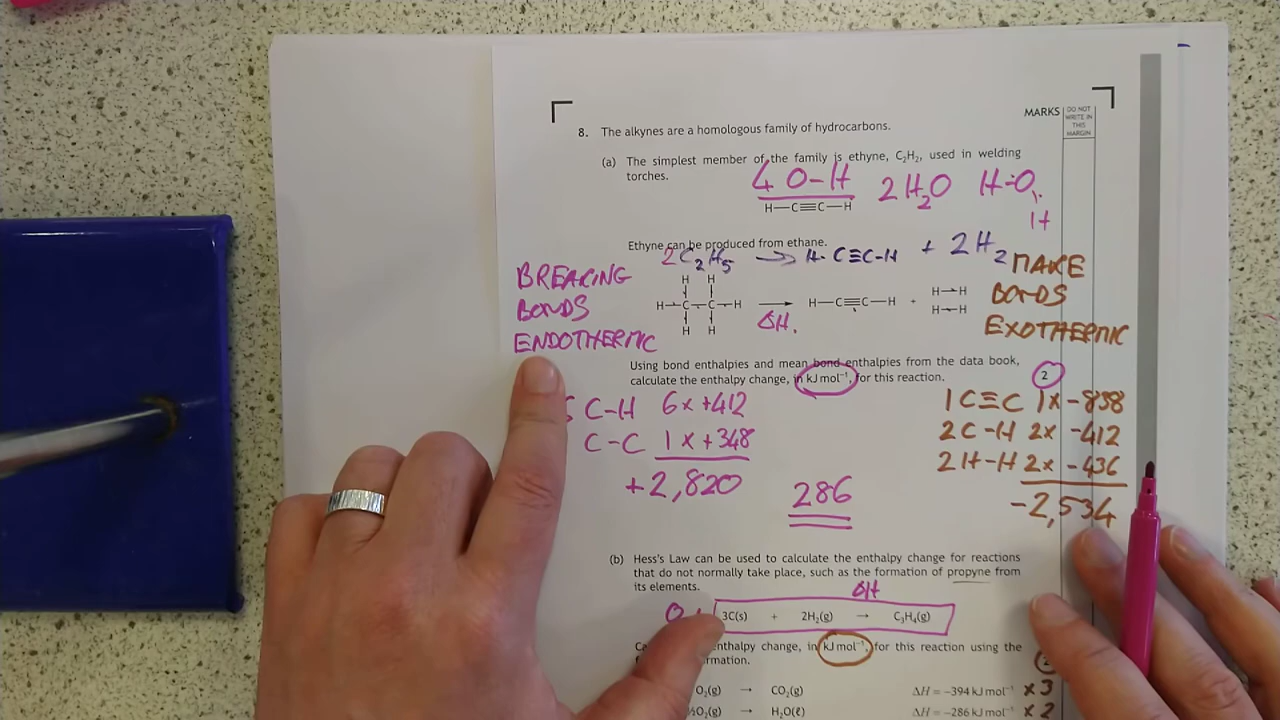 MARKS
DO NOT
WRITE IN
THIS
MARGIN
8. The alkynes are a homologous family of hydrocarbons.
(a) The simplest member of the family is ethyne, C₂H₂, used in welding
torches.
4 O-H 2H₂O H-O
H
H—C≡C—H
Ethyne can be produced from ethane.
2C₂H₅ → H-C≡C-H + 2H₂
BREAKING
BONDS
ENDOTHERMIC
H H
H—C—C—H → H—C≡C—H + H—H
H—H
H H
ΔH.
MAKE
BONDS
EXOTHERMIC
Using bond enthalpies and mean bond enthalpies from the data book,
calculate the enthalpy change, in kJ mol⁻¹, for this reaction.
2
C-H 6x +412
C-C 1x +348
+2,820
286
1C≡C 1x -838
2C-H 2x -412
2H-H 2x -436
-2,534
(b) Hess's Law can be used to calculate the enthalpy change for reactions
that do not normally take place, such as the formation of propyne from
its elements.
ΔH
3C(s) + 2H₂(g) → C₃H₄(g)
enthalpy change, in kJ mol⁻¹, for this reaction using the
O₂(g) → CO₂(g) ΔH = −394 kJ mol⁻¹ x3
½O₂(g) → H₂O(ℓ) ΔH = −286 kJ mol⁻¹ x2